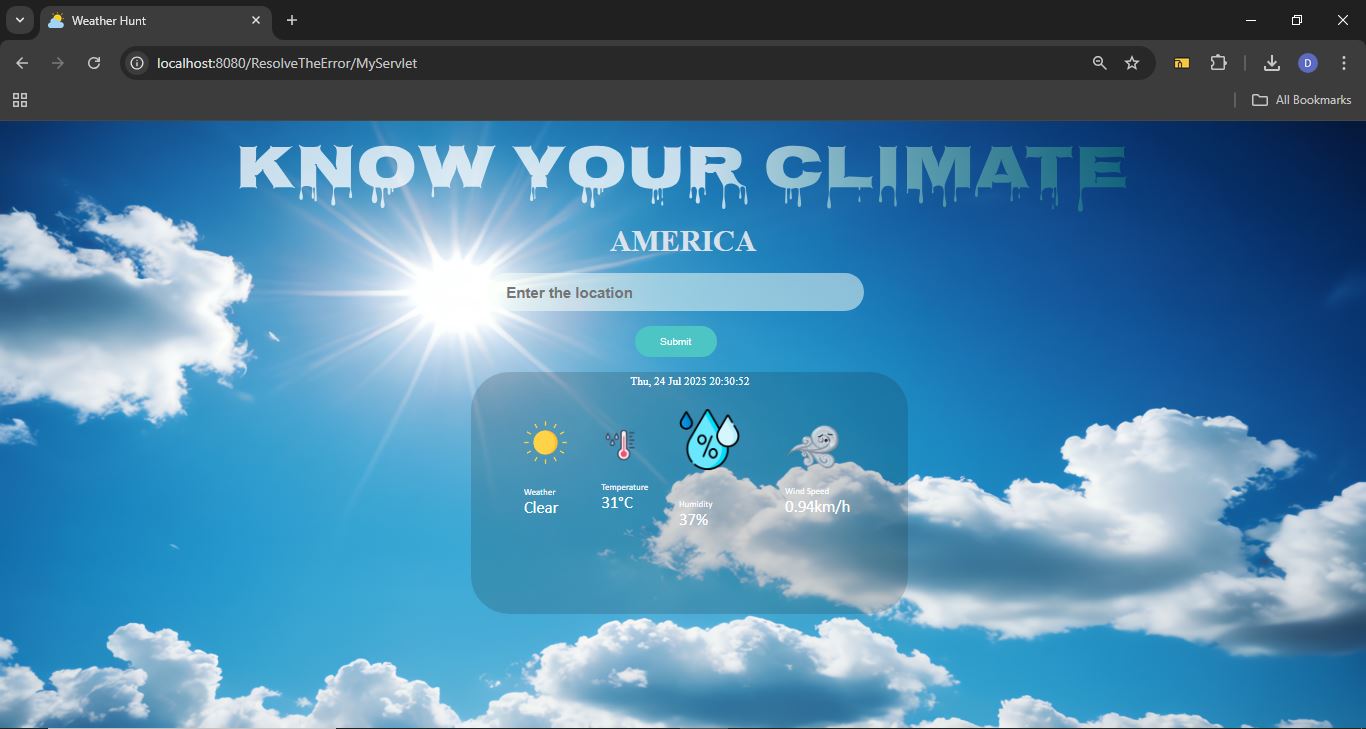 Weather Hunt
localhost:8080/ResolveTheError/MyServlet
D
All Bookmarks
KNOW YOUR CLIMATE
AMERICA
Enter the location
Submit
Thu, 24 Jul 2025 20:30:52
%
Weather
Clear
Temperature
31°C
Humidity
37%
Wind Speed
0.94km/h